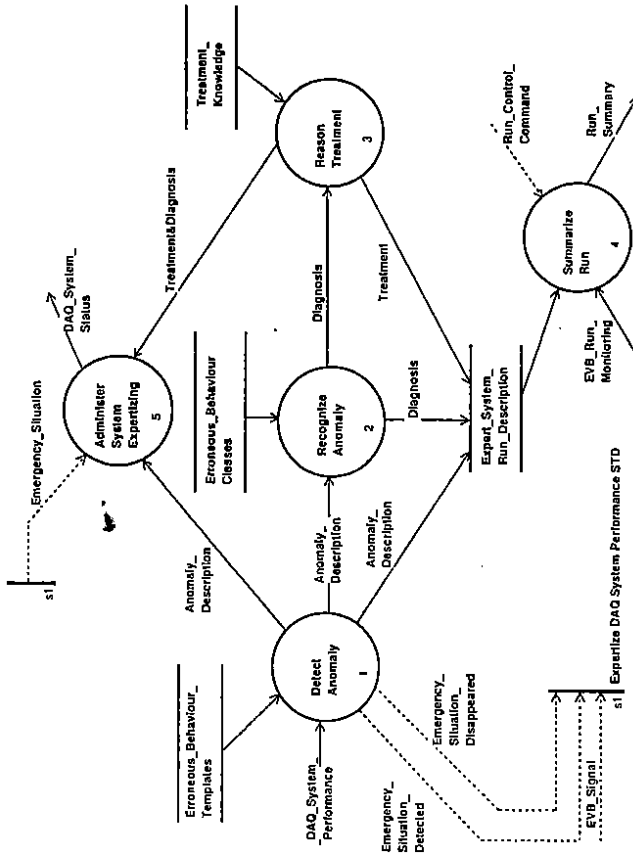 s1
Emergency_Situation
DAQ_System_
Status
Administer
System
Expertizing
5
Treatment&Diagnosis
Treatment_
Knowledge
Reason
Treatment
3
Anomaly_
Description
Erroneous_Behaviour
Classes
Diagnosis
Erroneous_Behaviour_
Templates
Detect
Anomaly
1
Anomaly_
Description
Recognize
Anomaly
2
Treatment
Diagnosis
DAQ_System_
Performance
Anomaly_
Description
Expert_System_
Run_Description
Run_Control_
Command
Emergency_
Situation_
Detected
Emergency_
Situation_
Disappeared
Summarize
Run
4
Run_
Summary
EVB_Run_
Monitoring
EVB_Signal
s1
Expertize DAQ System Performance STD